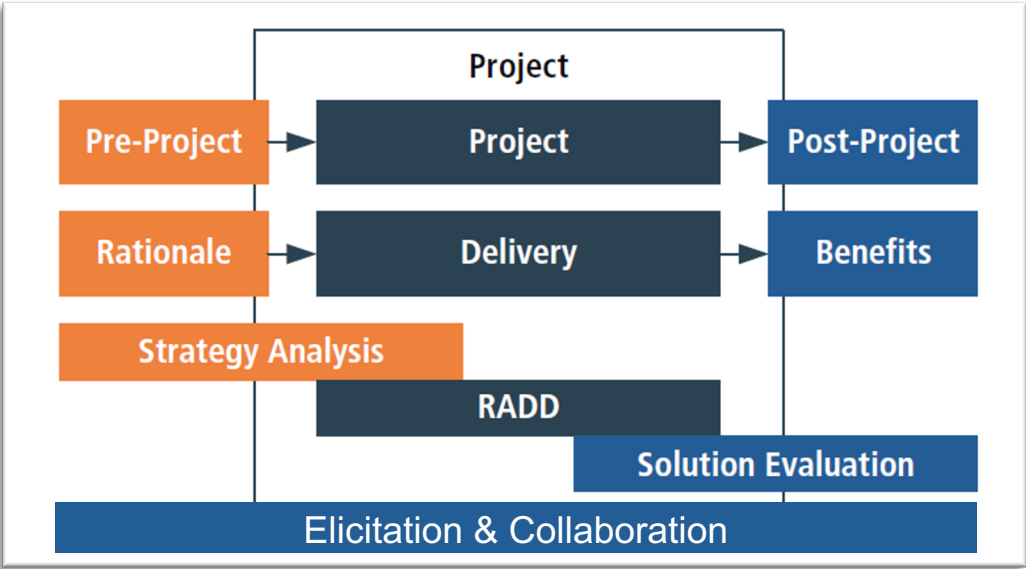 Project
Pre-Project
Project
Post-Project
Rationale
Delivery
Benefits
Strategy Analysis
RADD
Solution Evaluation
Elicitation & Collaboration